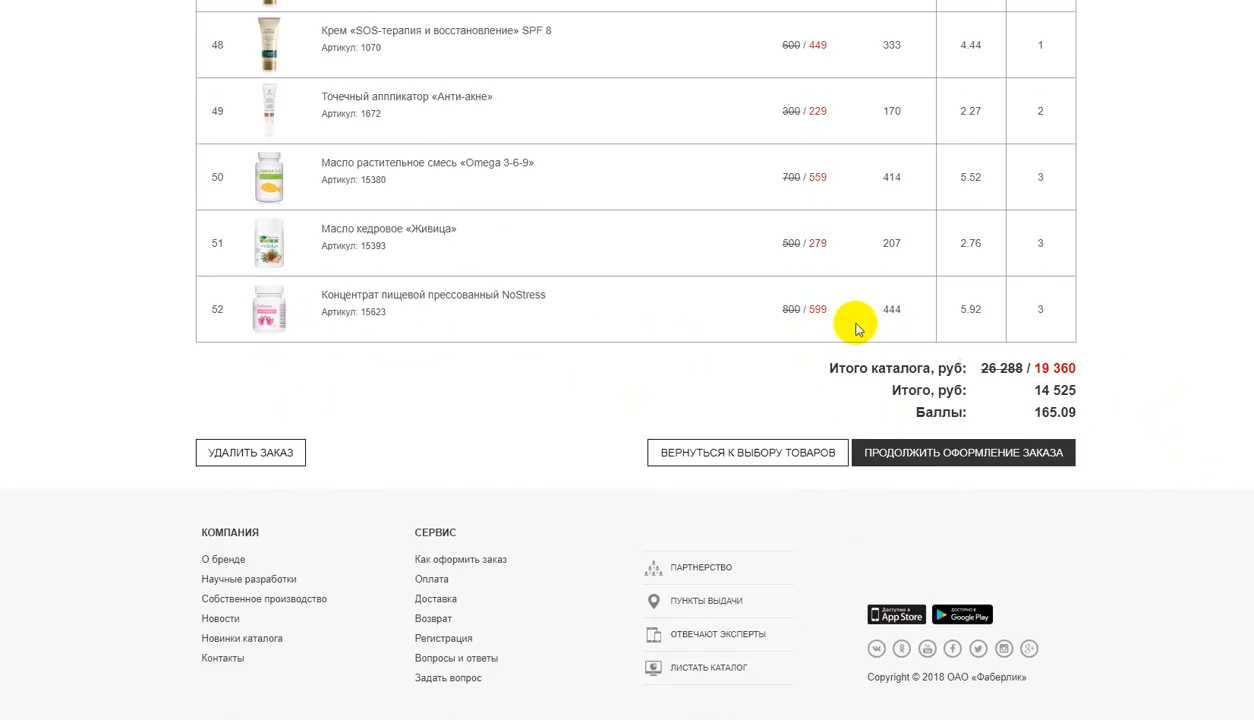 48 Крем «SOS-терапия и восстановление» SPF 8 600 / 449 333 4.44 1
Артикул: 1070
49 Точечный аппликатор «Анти-акне» 300 / 229 170 2.27 2
Артикул: 1672
50 Масло растительное смесь «Omega 3-6-9» 700 / 559 414 5.52 3
Артикул: 15380
51 Масло кедровое «Живица» 500 / 279 207 2.76 3
Артикул: 15393
52 Концентрат пищевой прессованный NoStress 800 / 599 444 5.92 3
Артикул: 15623
Итого каталога, руб: 26 288 / 19 360
Итого, руб: 14 525
Баллы: 165.09
УДАЛИТЬ ЗАКАЗ ВЕРНУТЬСЯ К ВЫБОРУ ТОВАРОВ ПРОДОЛЖИТЬ ОФОРМЛЕНИЕ ЗАКАЗА
КОМПАНИЯ
О бренде
Научные разработки
Собственное производство
Новости
Новинки каталога
Контакты
СЕРВИС
Как оформить заказ
Оплата
Доставка
Возврат
Регистрация
Вопросы и ответы
Задать вопрос
ПАРТНЕРСТВО
ПУНКТЫ ВЫДАЧИ
ОТВЕЧАЮТ ЭКСПЕРТЫ
ЛИСТАТЬ КАТАЛОГ
Доступно в App Store
ДОСТУПНО В Google Play
Copyright © 2018 ОАО «Фаберлик»